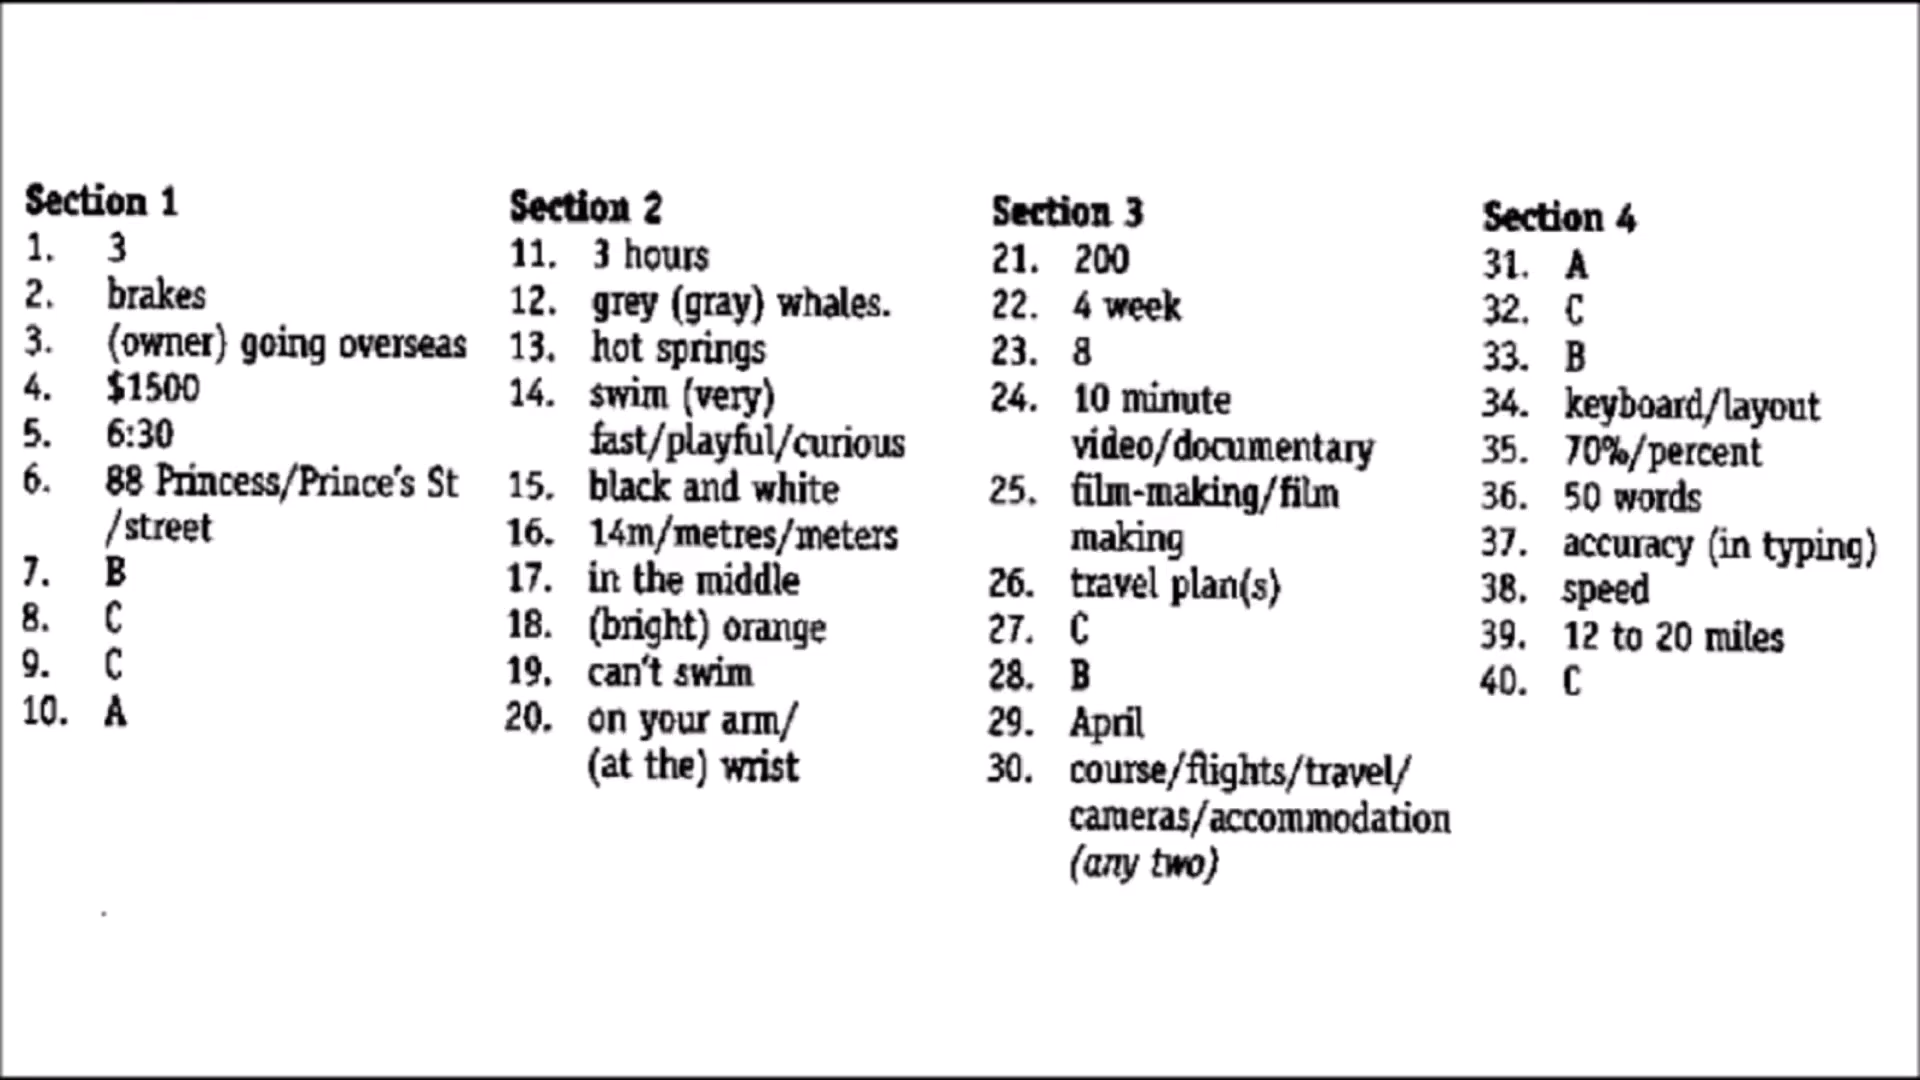 Section 1
1. 3
2. brakes
3. (owner) going overseas
4. $1500
5. 6:30
6. 88 Princess/Prince's St
/street
7. B
8. C
9. C
10. A
Section 2
11. 3 hours
12. grey (gray) whales.
13. hot springs
14. swim (very)
fast/playful/curious
15. black and white
16. 14m/metres/meters
17. in the middle
18. (bright) orange
19. can't swim
20. on your arm/
(at the) wrist
Section 3
21. 200
22. 4 week
23. 8
24. 10 minute
video/documentary
25. film-making/film
making
26. travel plan(s)
27. C
28. B
29. April
30. course/flights/travel/
cameras/accommodation
(any two)
Section 4
31. A
32. C
33. B
34. keyboard/layout
35. 70%/percent
36. 50 words
37. accuracy (in typing)
38. speed
39. 12 to 20 miles
40. C